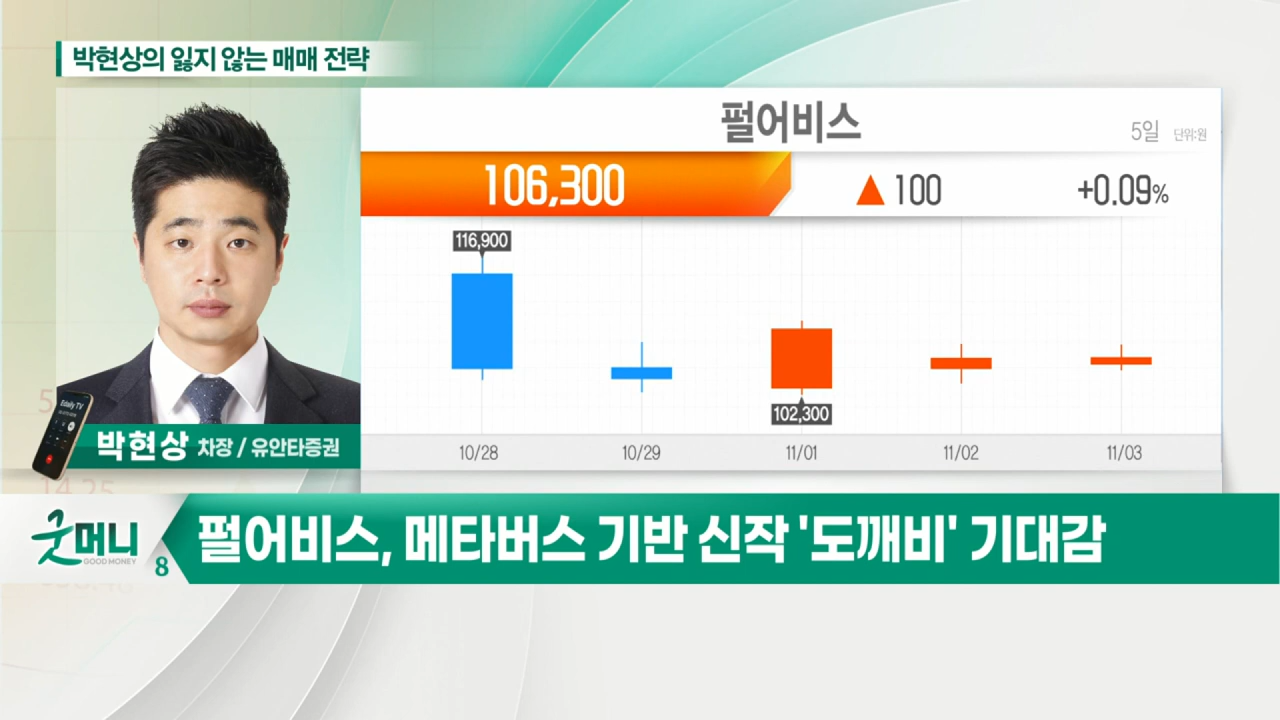 박현상의 잃지 않는 매매 전략
펄어비스
5일 단위:원
106,300 ▲ 100 +0.09%
116,900
102,300
10/28 11/01 11/02 11/03
10/29
Edaily TV
박현상 차장 / 유안타증권
굿머니
GOOD MONEY
8
펄어비스, 메타버스 기반 신작 '도깨비' 기대감